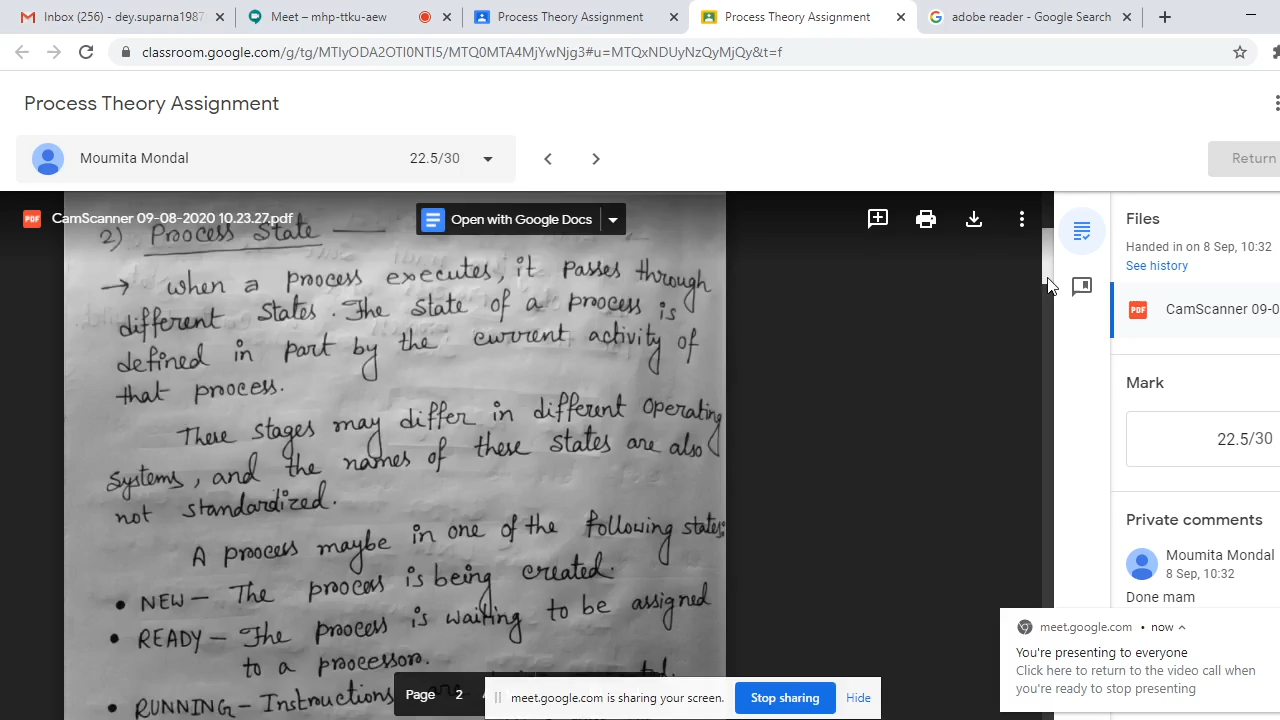 Inbox (256) - dey.suparna1987
Meet – mhp-ttku-aew
Process Theory Assignment
Process Theory Assignment
adobe reader - Google Search
classroom.google.com/g/tg/MTIyODA2OTI0NTI5/MTQ0MTA4MjYwNjg3#u=MTQxNDUyNzQyMjQy&t=f
Process Theory Assignment
Moumita Mondal
22.5/30
Return
PDF
CamScanner 09-08-2020 10.23.27.pdf
Open with Google Docs
2) Process State
→ when a process executes, it passes through
different states. The state of a process is
defined in part by the current activity of
that process.
These stages may differ in different operating
systems, and the names of these states are also
not standardized.
A process maybe in one of the following states:
• NEW – The process is being created.
• READY – The process is waiting to be assigned
to a processor.
• RUNNING – Instructions are
Page 2
meet.google.com is sharing your screen.
Stop sharing
Hide
Files
Handed in on 8 Sep, 10:32
See history
PDF
CamScanner 09-0
Mark
22.5/30
Private comments
Moumita Mondal
8 Sep, 10:32
Done mam
meet.google.com • now
You're presenting to everyone
Click here to return to the video call when
you're ready to stop presenting